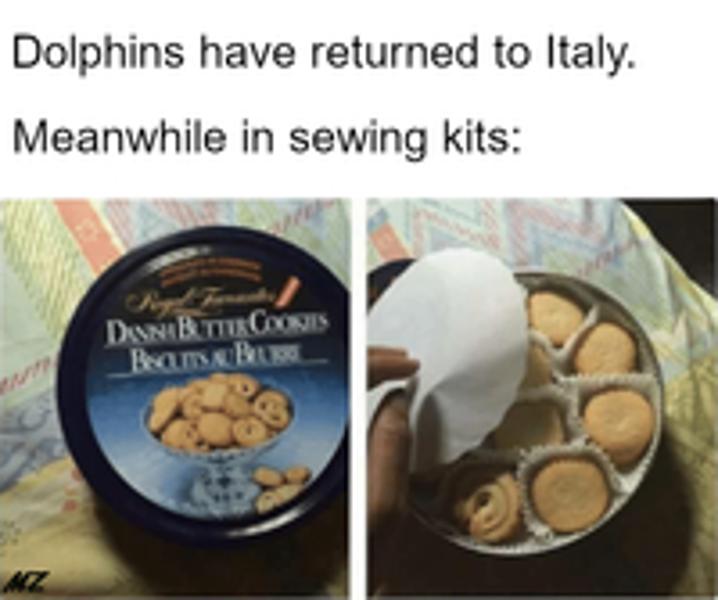 Dolphins have returned to Italy.
Meanwhile in sewing kits:
DANISH BUTTER COOKIES
BISCUITS AU BEURRE
MZ